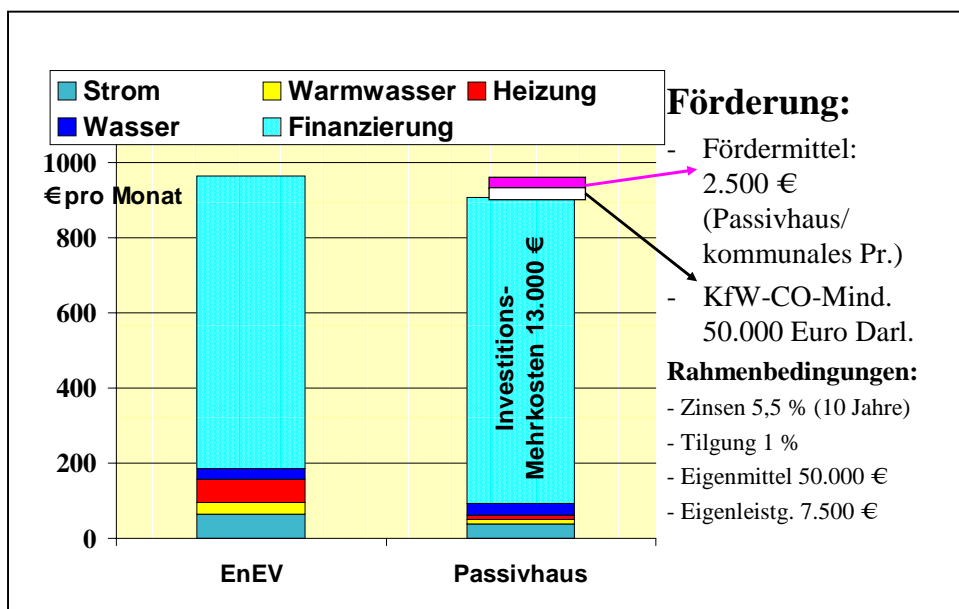 Strom Warmwasser Heizung
Wasser Finanzierung
1000
€ pro Monat
800
600
400
200
0
Investitions-
Mehrkosten 13.000 €
EnEV
Passivhaus
Förderung:
- Fördermittel:
2.500 €
(Passivhaus/
kommunales Pr.)
- KfW-CO-Mind.
50.000 Euro Darl.
Rahmenbedingungen:
- Zinsen 5,5 % (10 Jahre)
- Tilgung 1 %
- Eigenmittel 50.000 €
- Eigenleistg. 7.500 €